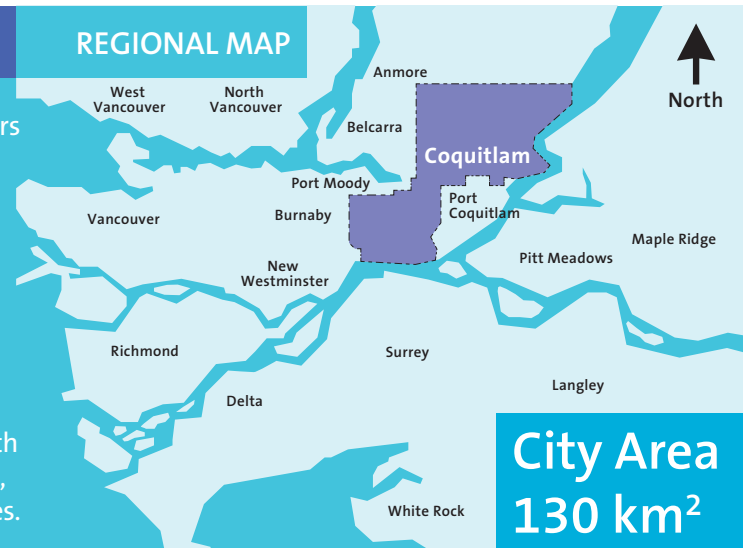 REGIONAL MAP
North
Anmore
West
Vancouver
North
Vancouver
Belcarra
Coquitlam
Port Moody
Port
Coquitlam
Vancouver
Burnaby
Maple Ridge
Pitt Meadows
New
Westminster
Richmond
Surrey
Langley
Delta
White Rock
City Area
130 km²